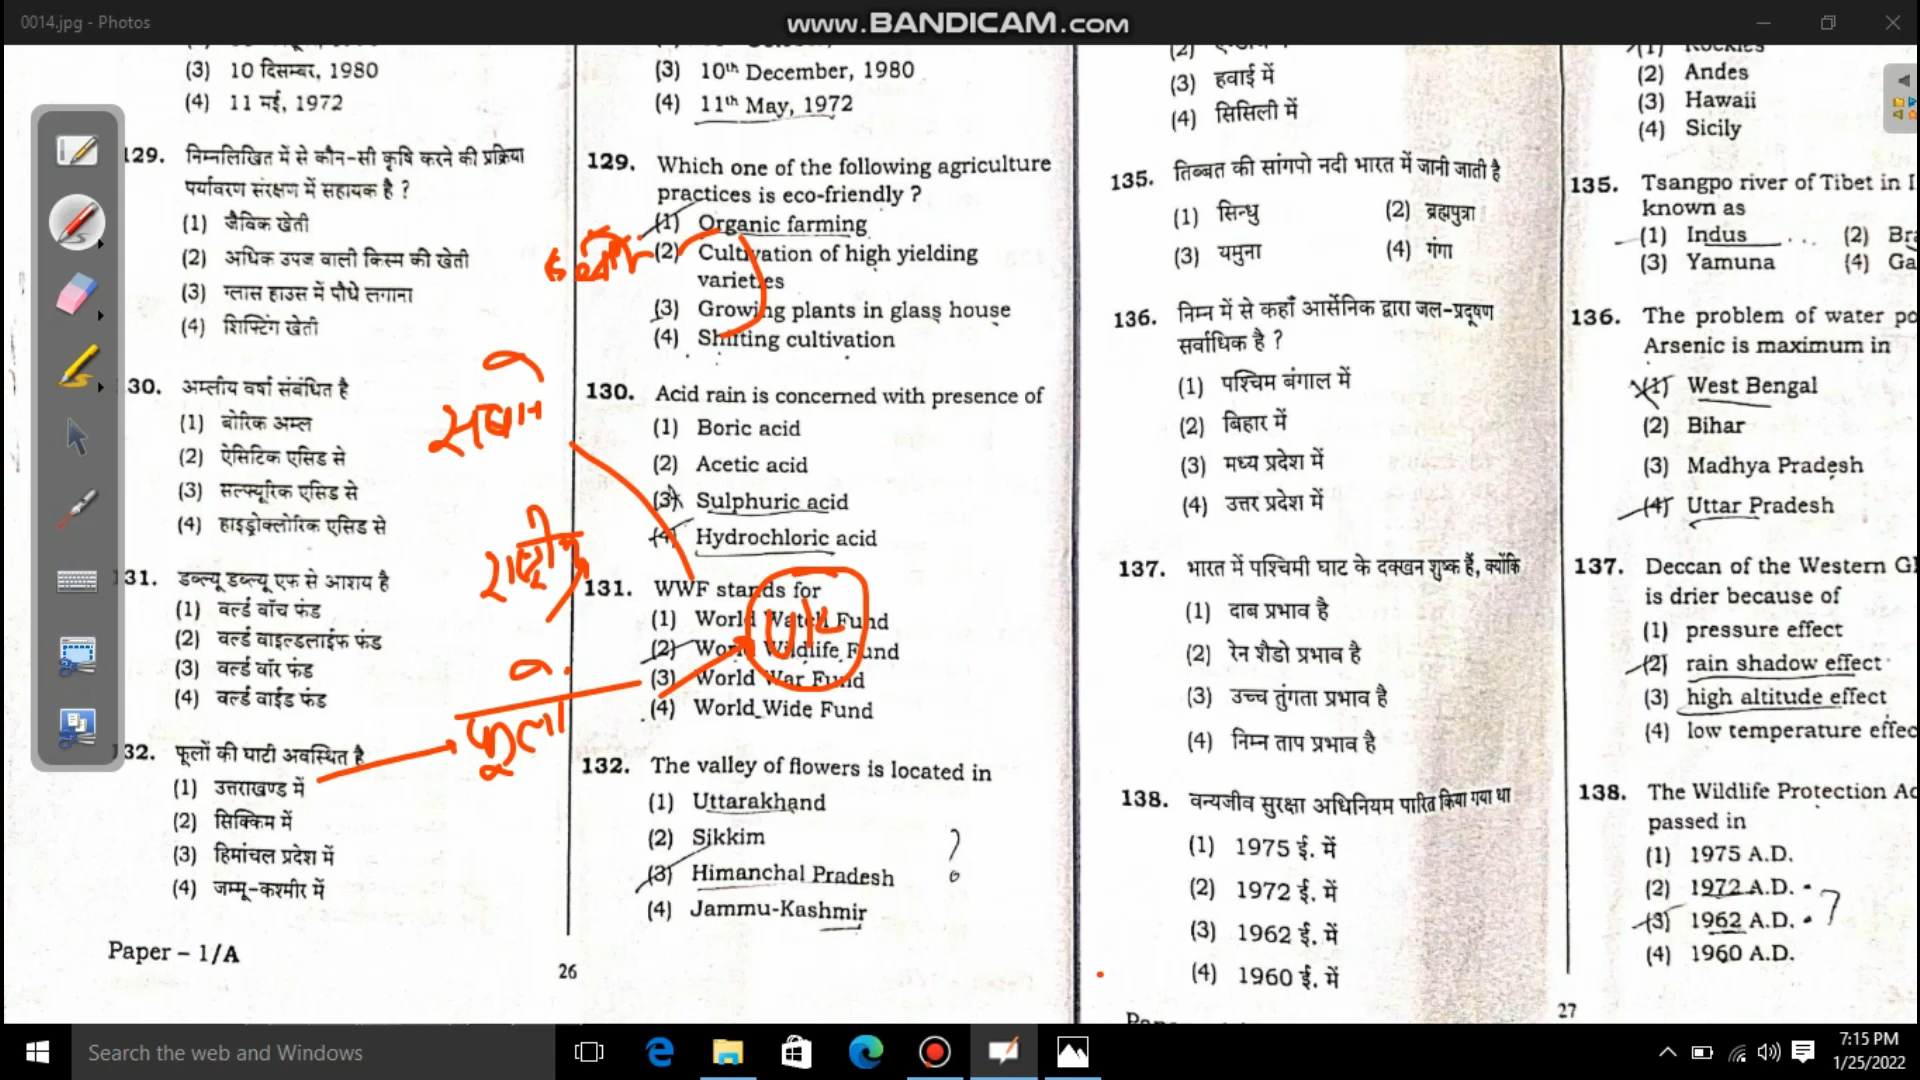 0014.jpg - Photos
www.BANDICAM.com
(3) 10 दिसम्बर, 1980
(4) 11 मई, 1972
129. निम्नलिखित में से कौन-सी कृषि करने की प्रक्रिया
पर्यावरण संरक्षण में सहायक है ?
(1) जैविक खेती
(2) अधिक उपज वाली किस्म की खेती
(3) ग्लास हाउस में पौधे लगाना
(4) शिफ्टिंग खेती
130. अम्लीय वर्षा संबंधित है
(1) बोरिक अम्ल
(2) ऐसिटिक एसिड से
(3) सल्फ्यूरिक एसिड से
(4) हाइड्रोक्लोरिक एसिड से
131. डब्ल्यू डब्ल्यू एफ से आशय है
(1) वर्ल्ड वॉच फंड
(2) वर्ल्ड वाइल्डलाईफ फंड
(3) वर्ल्ड वॉर फंड
(4) वर्ल्ड वाईड फंड
132. फूलों की घाटी अवस्थित है
(1) उत्तराखण्ड में
(2) सिक्किम में
(3) हिमांचल प्रदेश में
(4) जम्मू-कश्मीर में
Paper – 1/A
26
(3) 10th December, 1980
(4) 11th May, 1972
129. Which one of the following agriculture
practices is eco-friendly ?
(1) Organic farming
(2) Cultivation of high yielding
varieties
(3) Growing plants in glass house
(4) Shifting cultivation
130. Acid rain is concerned with presence of
(1) Boric acid
(2) Acetic acid
(3) Sulphuric acid
(4) Hydrochloric acid
131. WWF stands for
(1) World Watch Fund
(2) World Wildlife Fund
(3) World War Fund
(4) World Wide Fund
UK
132. The valley of flowers is located in
(1) Uttarakhand
(2) Sikkim
(3) Himanchal Pradesh
(4) Jammu-Kashmir
?
(3) हवाई में
(4) सिसिली में
135. तिब्बत की सांगपो नदी भारत में जानी जाती है
(1) सिन्धु (2) ब्रह्मपुत्रा
(3) यमुना (4) गंगा
136. निम्न में से कहाँ आर्सेनिक द्वारा जल-प्रदूषण
सर्वाधिक है ?
(1) पश्चिम बंगाल में
(2) बिहार में
(3) मध्य प्रदेश में
(4) उत्तर प्रदेश में
137. भारत में पश्चिमी घाट के दक्खन शुष्क हैं, क्योंकि
(1) दाब प्रभाव है
(2) रेन शैडो प्रभाव है
(3) उच्च तुंगता प्रभाव है
(4) निम्न ताप प्रभाव है
138. वन्यजीव सुरक्षा अधिनियम पारित किया गया था
(1) 1975 ई. में
(2) 1972 ई. में
(3) 1962 ई. में
(4) 1960 ई. में
27
(1) Rockies
(2) Andes
(3) Hawaii
(4) Sicily
135. Tsangpo river of Tibet in I
known as
(1) Indus (2) Bra
(3) Yamuna (4) Ga
136. The problem of water po
Arsenic is maximum in
(1) West Bengal
(2) Bihar
(3) Madhya Pradesh
(4) Uttar Pradesh
137. Deccan of the Western G
is drier because of
(1) pressure effect
(2) rain shadow effect
(3) high altitude effect
(4) low temperature effec
138. The Wildlife Protection Ac
passed in
(1) 1975 A.D.
(2) 1972 A.D.
(3) 1962 A.D.
(4) 1960 A.D.
?
Search the web and Windows
7:15 PM
1/25/2022